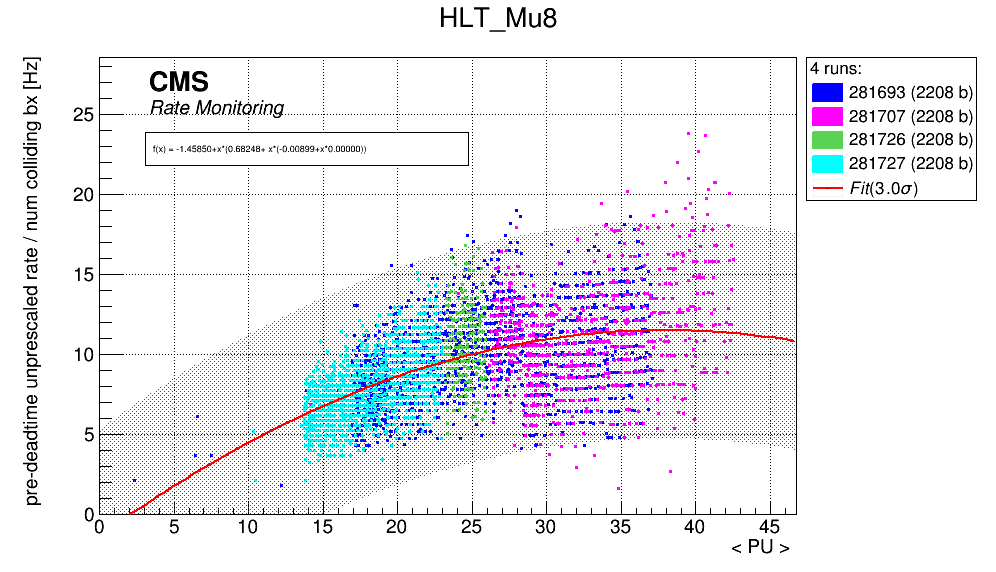 HLT_Mu8
pre-deadtime unprescaled rate / num colliding bx [Hz]
CMS
Rate Monitoring
f(x) = -1.45850+x*(0.68248+ x*(-0.00899+x*0.00000))
25
20
15
10
5
0
0 5 10 15 20 25 30 35 40 45
< PU >
4 runs:
281693 (2208 b)
281707 (2208 b)
281726 (2208 b)
281727 (2208 b)
Fit(3.0σ)